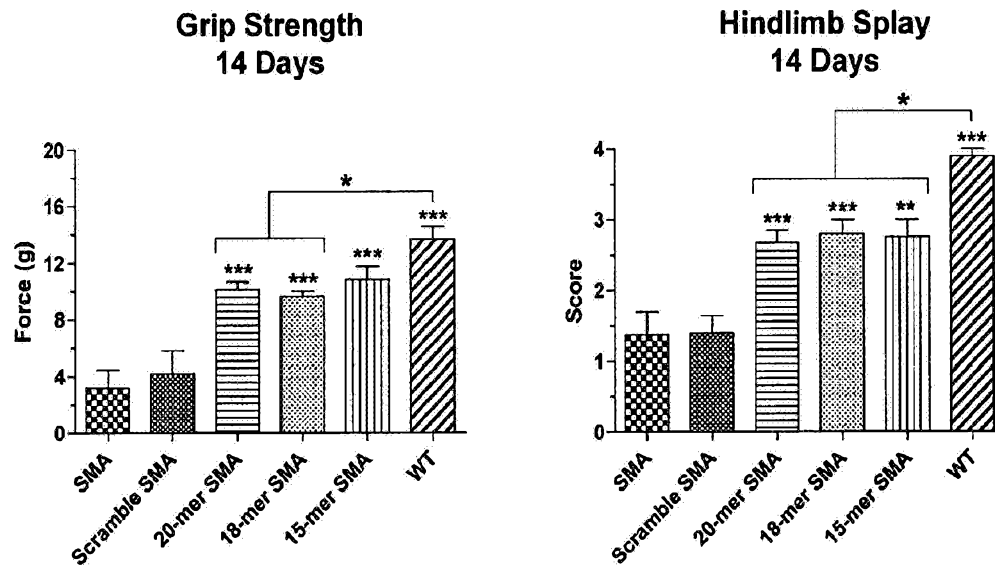 Grip Strength
14 Days
Force (g)
20
16
12
8
4
0
*
***
***
***
***
SMA
Scramble SMA
20-mer SMA
18-mer SMA
15-mer SMA
WT
Hindlimb Splay
14 Days
Score
4
3
2
1
0
*
***
***
**
***
SMA
Scramble SMA
20-mer SMA
18-mer SMA
15-mer SMA
WT